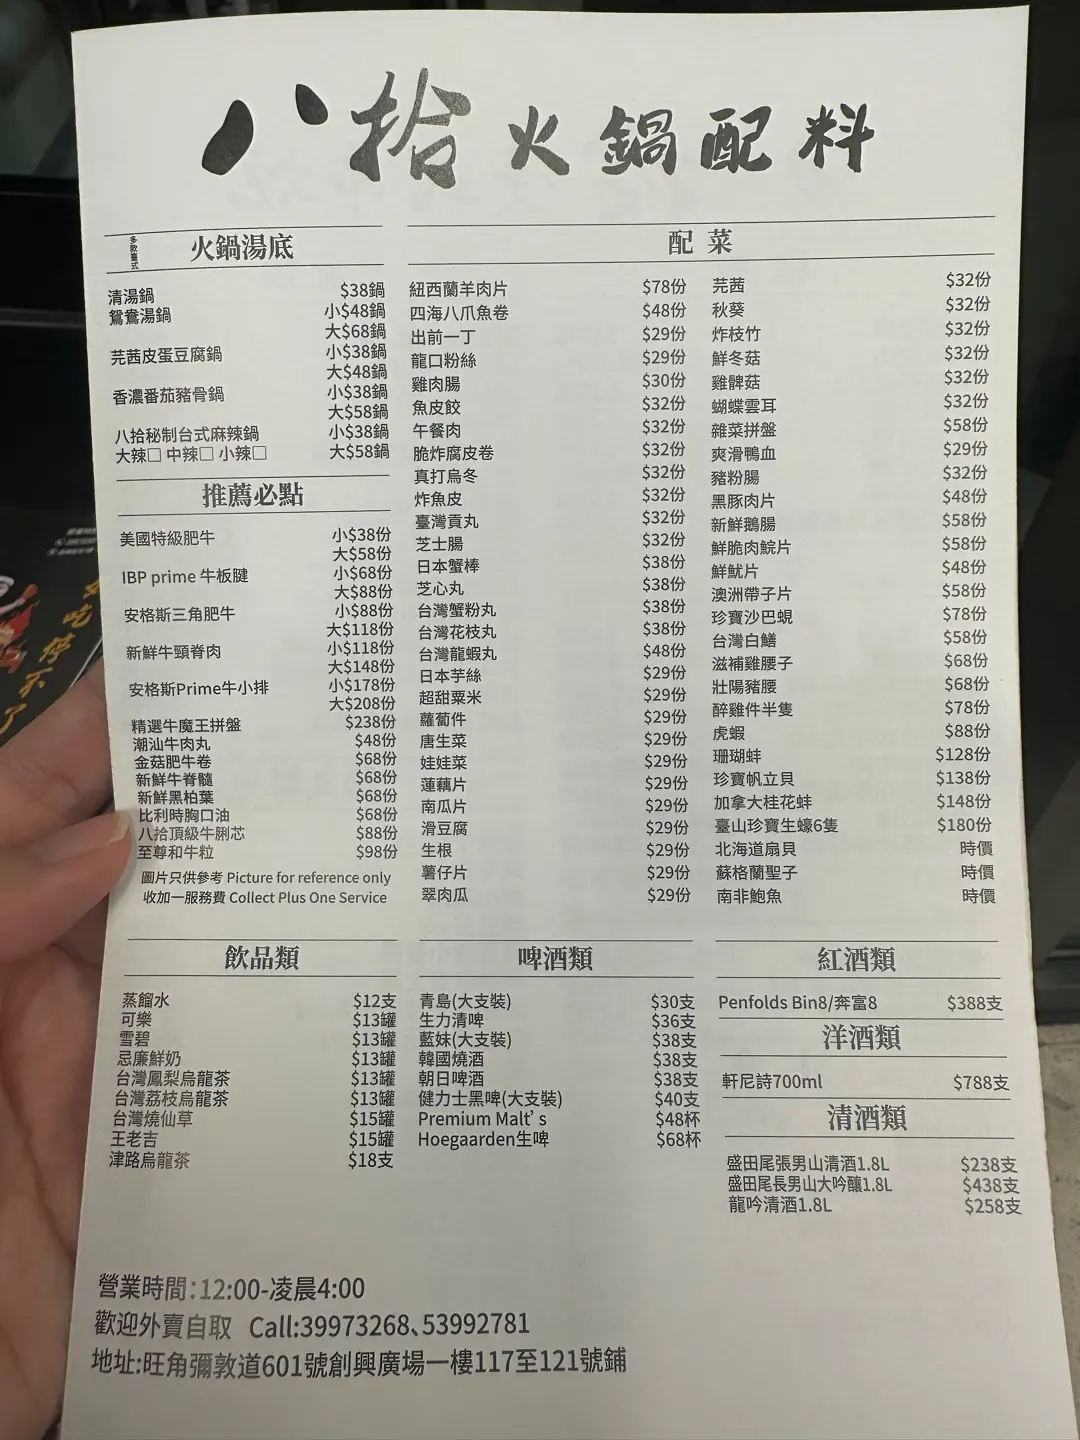 八拾火鍋配料
多款臺式 火鍋湯底
清湯鍋 $38鍋
鴛鴦湯鍋 小$48鍋
大$68鍋
芫茜皮蛋豆腐鍋 小$38鍋
大$48鍋
香濃番茄豬骨鍋 小$38鍋
大$58鍋
八拾秘制台式麻辣鍋 小$38鍋
大辣□ 中辣□ 小辣□ 大$58鍋
推薦必點
美國特級肥牛 小$38份
大$58份
IBP prime 牛板腱 小$68份
大$88份
安格斯三角肥牛 小$88份
大$118份
新鮮牛頸脊肉 小$118份
大$148份
安格斯Prime牛小排 小$178份
大$208份
精選牛魔王拼盤 $238份
潮汕牛肉丸 $48份
金菇肥牛卷 $68份
新鮮牛脊髓 $68份
新鮮黑柏葉 $68份
比利時胸口油 $68份
八拾頂級牛脷芯 $88份
至尊和牛粒 $98份
圖片只供參考 Picture for reference only
收加一服務費 Collect Plus One Service
配菜
紐西蘭羊肉片 $78份
四海八爪魚卷 $48份
出前一丁 $29份
龍口粉絲 $29份
雞肉腸 $30份
魚皮餃 $32份
午餐肉 $32份
脆炸腐皮卷 $32份
真打烏冬 $32份
炸魚皮 $32份
臺灣貢丸 $32份
芝士腸 $32份
日本蟹棒 $38份
芝心丸 $38份
台灣蟹粉丸 $38份
台灣花枝丸 $38份
台灣龍蝦丸 $48份
日本芋絲 $29份
超甜粟米 $29份
蘿蔔件 $29份
唐生菜 $29份
娃娃菜 $29份
蓮藕片 $29份
南瓜片 $29份
滑豆腐 $29份
生根 $29份
薯仔片 $29份
翠肉瓜 $29份
芫茜 $32份
秋葵 $32份
炸枝竹 $32份
鮮冬菇 $32份
雞髀菇 $32份
蝴蝶雲耳 $32份
雜菜拼盤 $58份
爽滑鴨血 $29份
豬粉腸 $32份
黑豚肉片 $48份
新鮮鵝腸 $58份
鮮脆肉鯇片 $58份
鮮魷片 $48份
澳洲帶子片 $58份
珍寶沙巴蜆 $78份
台灣白鱔 $58份
滋補雞腰子 $68份
壯陽豬腰 $68份
醉雞件半隻 $78份
虎蝦 $88份
珊瑚蚌 $128份
珍寶帆立貝 $138份
加拿大桂花蚌 $148份
臺山珍寶生蠔6隻 $180份
北海道扇貝 時價
蘇格蘭聖子 時價
南非鮑魚 時價
飲品類
蒸餾水 $12支
可樂 $13罐
雪碧 $13罐
忌廉鮮奶 $13罐
台灣鳳梨烏龍茶 $13罐
台灣荔枝烏龍茶 $13罐
台灣燒仙草 $15罐
王老吉 $15罐
津路烏龍茶 $18支
啤酒類
青島(大支裝) $30支
生力清啤 $36支
藍妹(大支裝) $38支
韓國燒酒 $38支
朝日啤酒 $38支
健力士黑啤(大支裝) $40支
Premium Malt's $48杯
Hoegaarden生啤 $68杯
紅酒類
Penfolds Bin8/奔富8 $388支
洋酒類
軒尼詩700ml $788支
清酒類
盛田尾張男山清酒1.8L $238支
盛田尾長男山大吟釀1.8L $438支
龍吟清酒1.8L $258支
營業時間:12:00-凌晨4:00
歡迎外賣自取 Call:39973268、53992781
地址:旺角彌敦道601號創興廣場一樓117至121號鋪
吃停不了